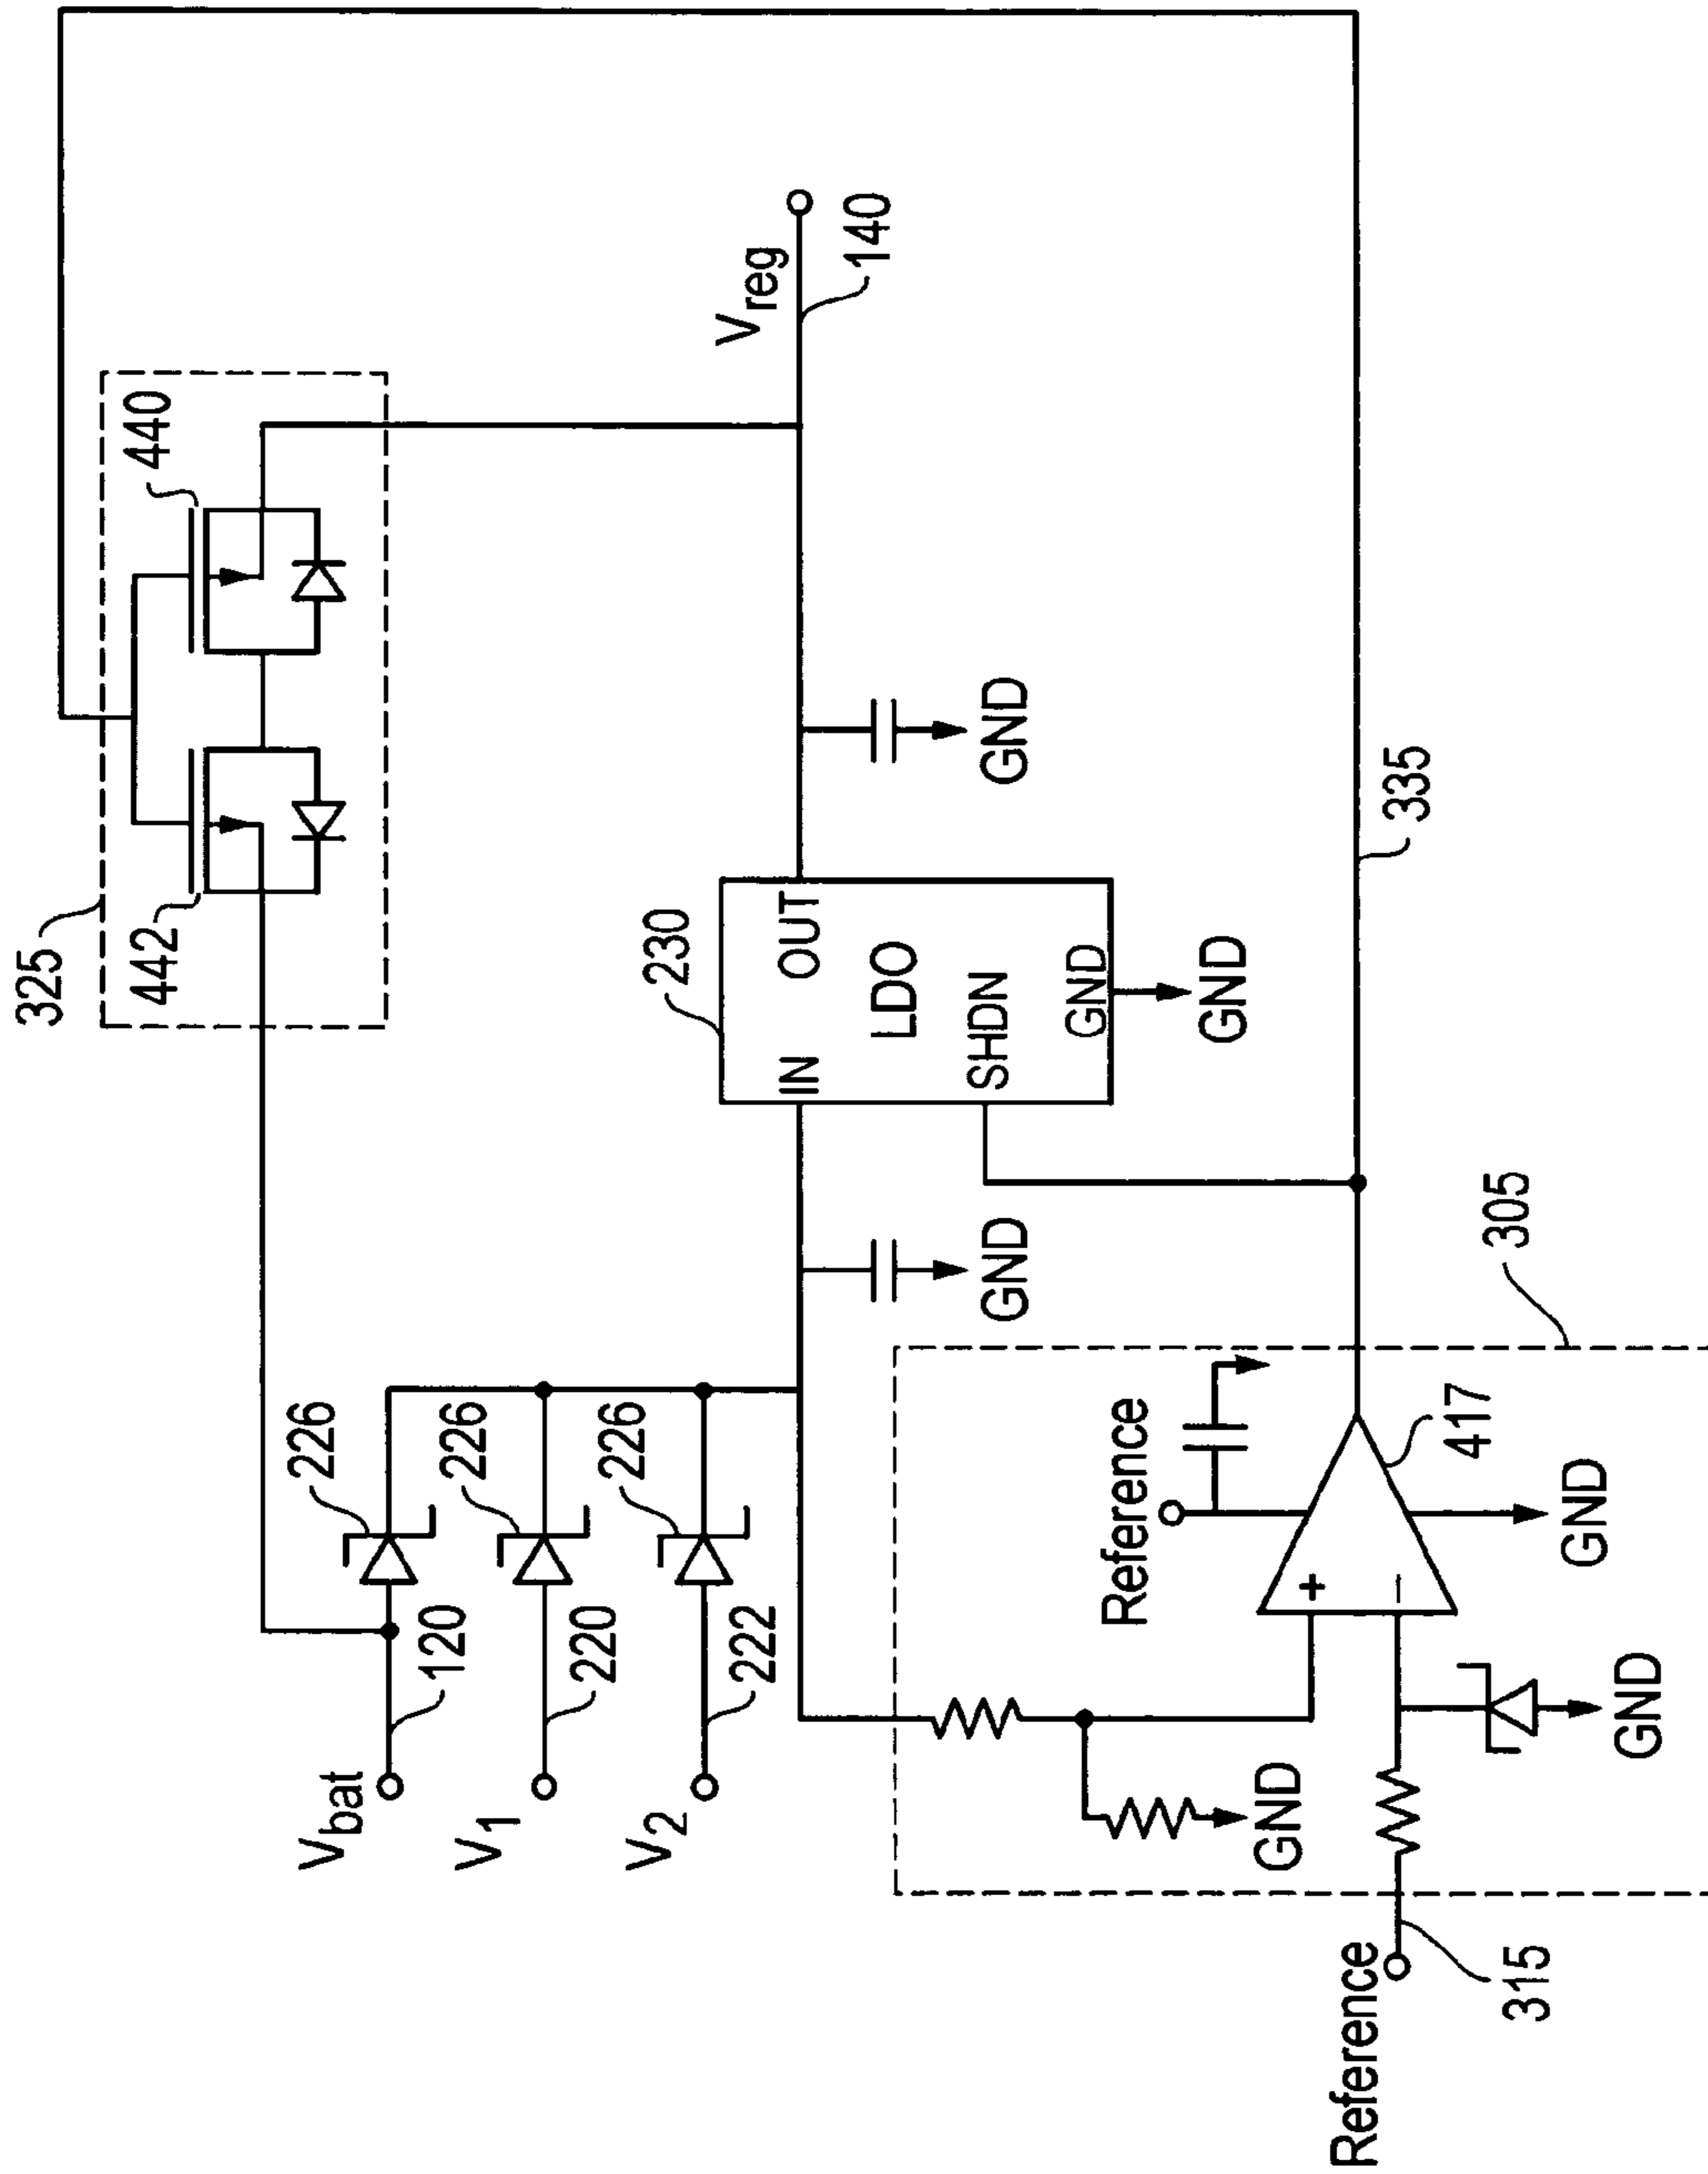 325
442
440
Vbat
120
226
V1
220
226
V2
222
226
230
IN
OUT
LDO
SHDN
GND
GND
Vreg
140
GND
GND
335
305
Reference
+
−
417
GND
GND
GND
Reference
315